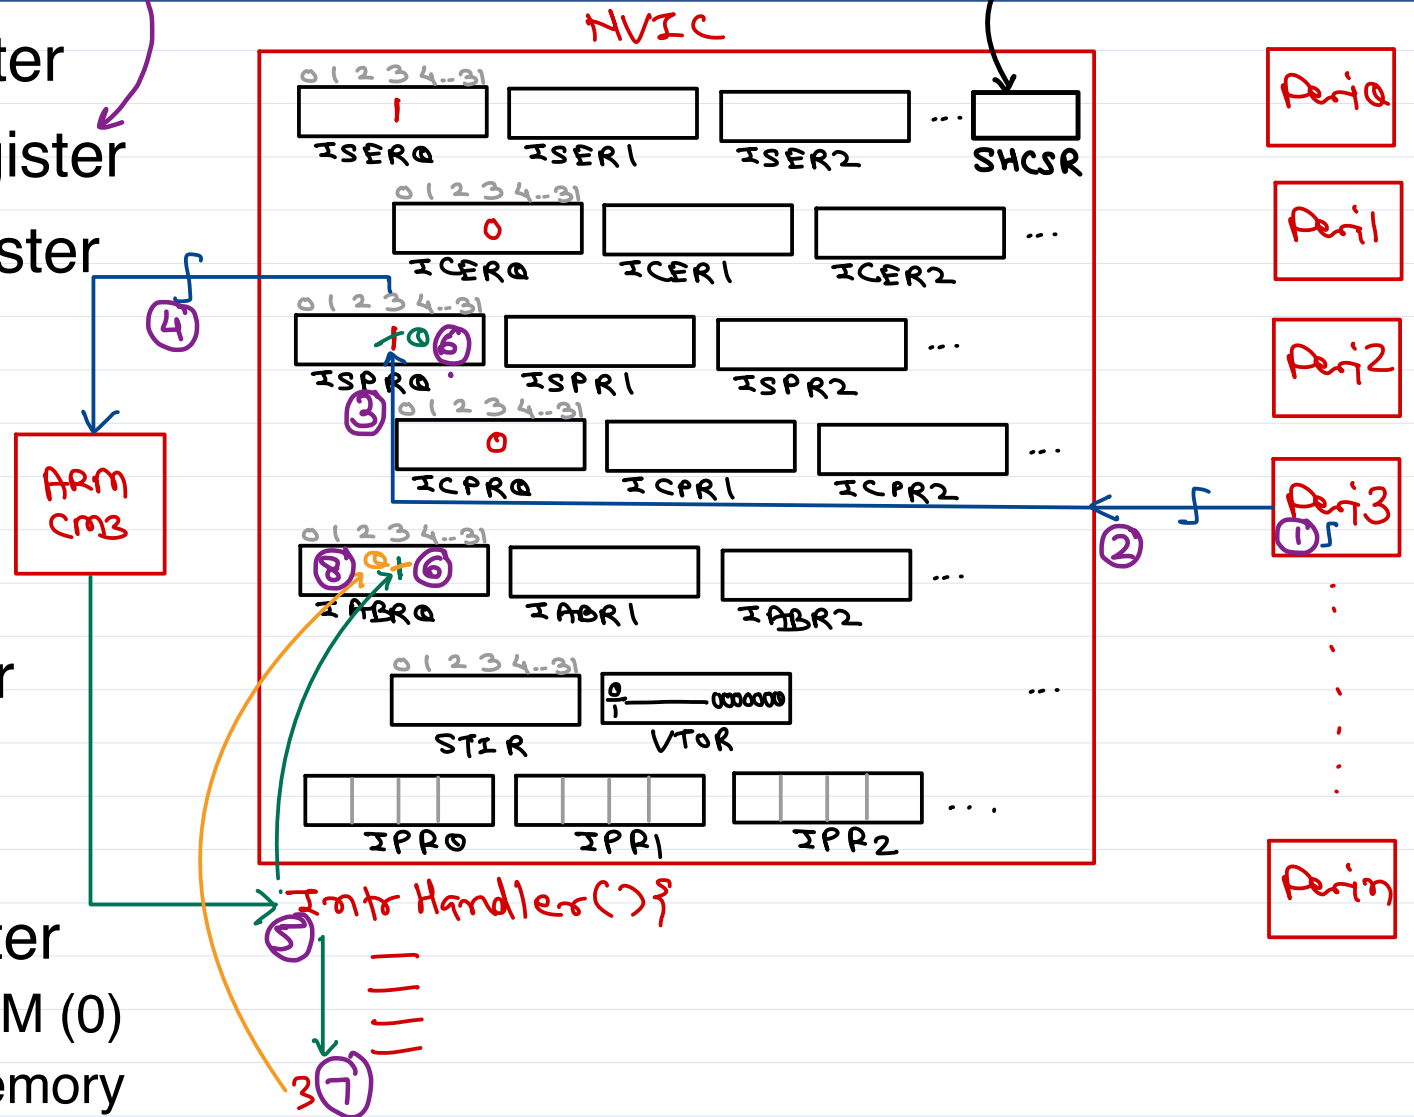 NVIC
ter
0 1 2 3 4..31
1
Peri0
gister
ISER0 ISER1 ISER2 ... SHCSR
0 1 2 3 4..31
0
Peri1
ster
ICER0 ICER1 ICER2 ...
0 1 2 3 4..31
4
1 0 6
Peri2
ISPR0 ISPR1 ISPR2 ...
3
0 1 2 3 4..31
0
ICPR0 ICPR1 ICPR2 ...
ARM
CM3
Peri3
1
2
0 1 2 3 4..31
8 0 1 6
IABR0 IABR1 IABR2 ...
r
0 1 2 3 4..31
0
1 0000000
STIR VTOR ...
IPR0 IPR1 IPR2 ...
Intr Handler(){
5
Perin
ter
M (0)
emory
} 7